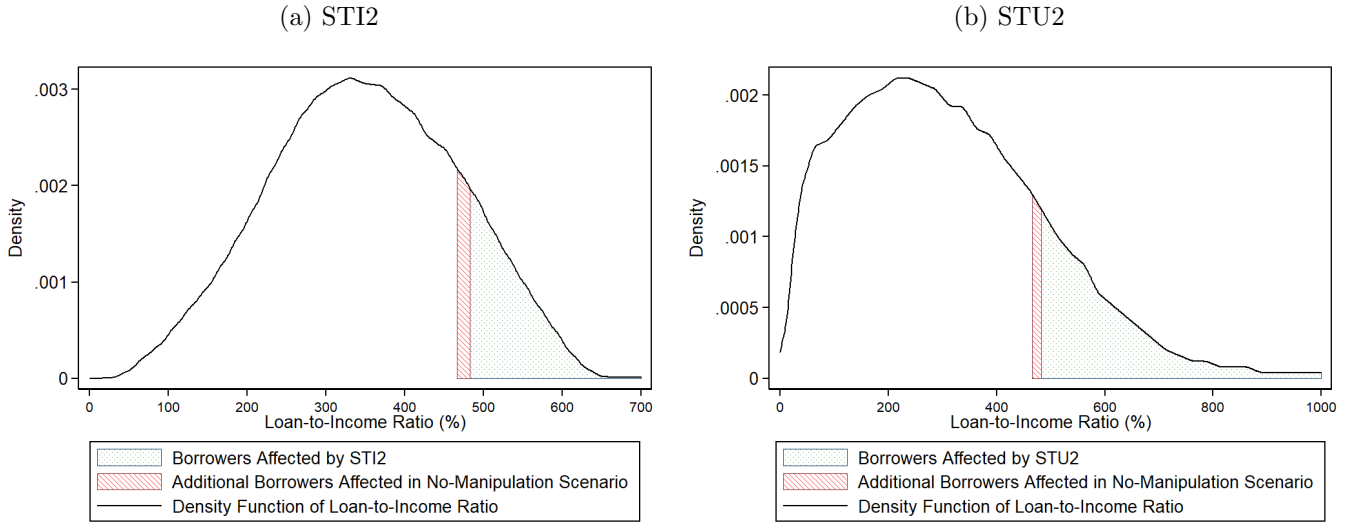 (a) STI2
.003
.002
.001
0
Density
0 100 200 300 400 500 600 700
Loan-to-Income Ratio (%)
Borrowers Affected by STI2
Additional Borrowers Affected in No-Manipulation Scenario
Density Function of Loan-to-Income Ratio
(b) STU2
.002
.0015
.001
.0005
0
Density
0 200 400 600 800 1000
Loan-to-Income Ratio (%)
Borrowers Affected by STU2
Additional Borrowers Affected in No-Manipulation Scenario
Density Function of Loan-to-Income Ratio